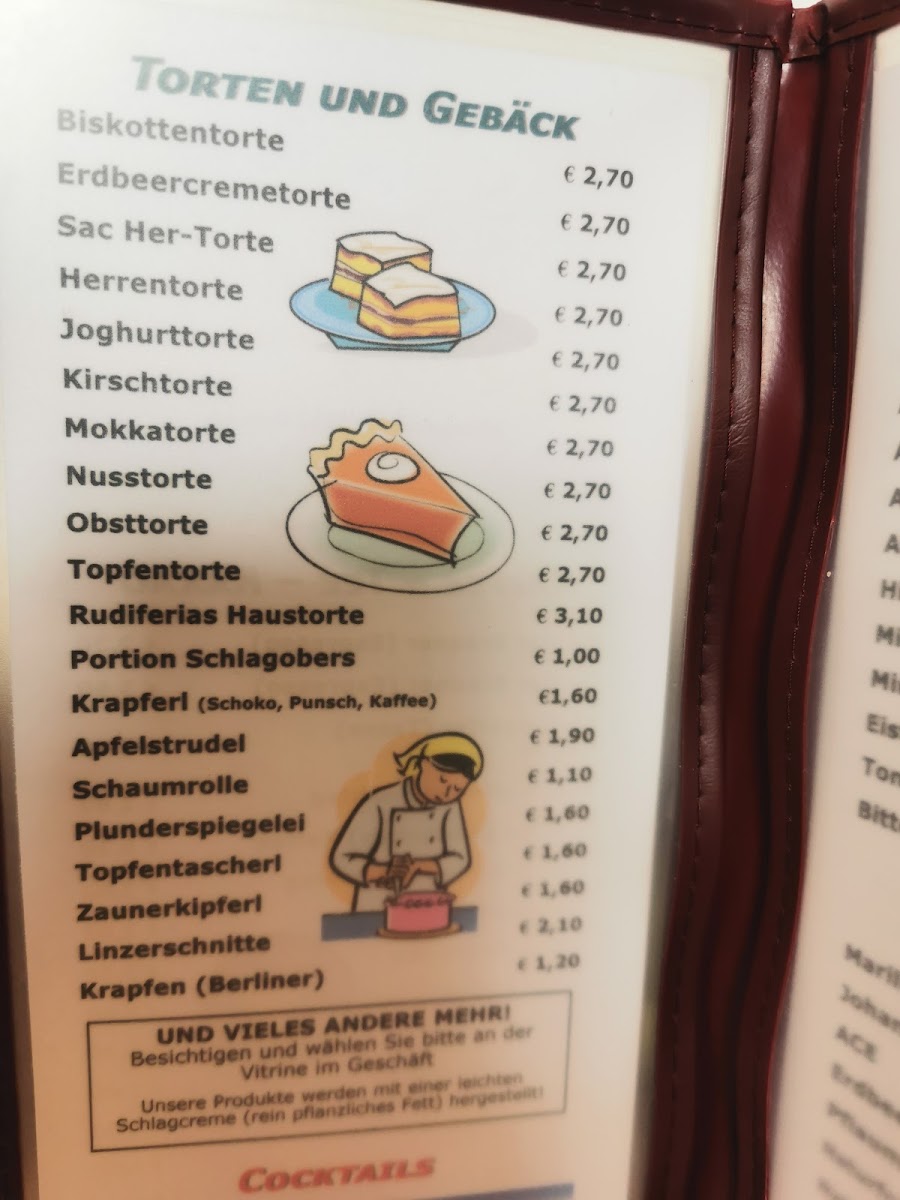 TORTEN UND GEBÄCK
Biskottentorte € 2,70
Erdbeercremetorte € 2,70
Sac Her-Torte € 2,70
Herrentorte € 2,70
Joghurttorte € 2,70
Kirschtorte € 2,70
Mokkatorte € 2,70
Nusstorte € 2,70
Obsttorte € 2,70
Topfentorte € 2,70
Rudiferias Haustorte € 3,10
Portion Schlagobers € 1,00
Krapferl (Schoko, Punsch, Kaffee) €1,60
Apfelstrudel € 1,90
Schaumrolle € 1,10
Plunderspiegelei € 1,60
Topfentascherl € 1,60
Zaunerkipferl € 1,60
Linzerschnitte € 2,10
Krapfen (Berliner) € 1,20
UND VIELES ANDERE MEHR!
Besichtigen und wählen Sie bitte an der
Vitrine im Geschäft
Unsere Produkte werden mit einer leichten
Schlagcreme (rein pflanzliches Fett) hergestellt!
COCKTAILS
ACE